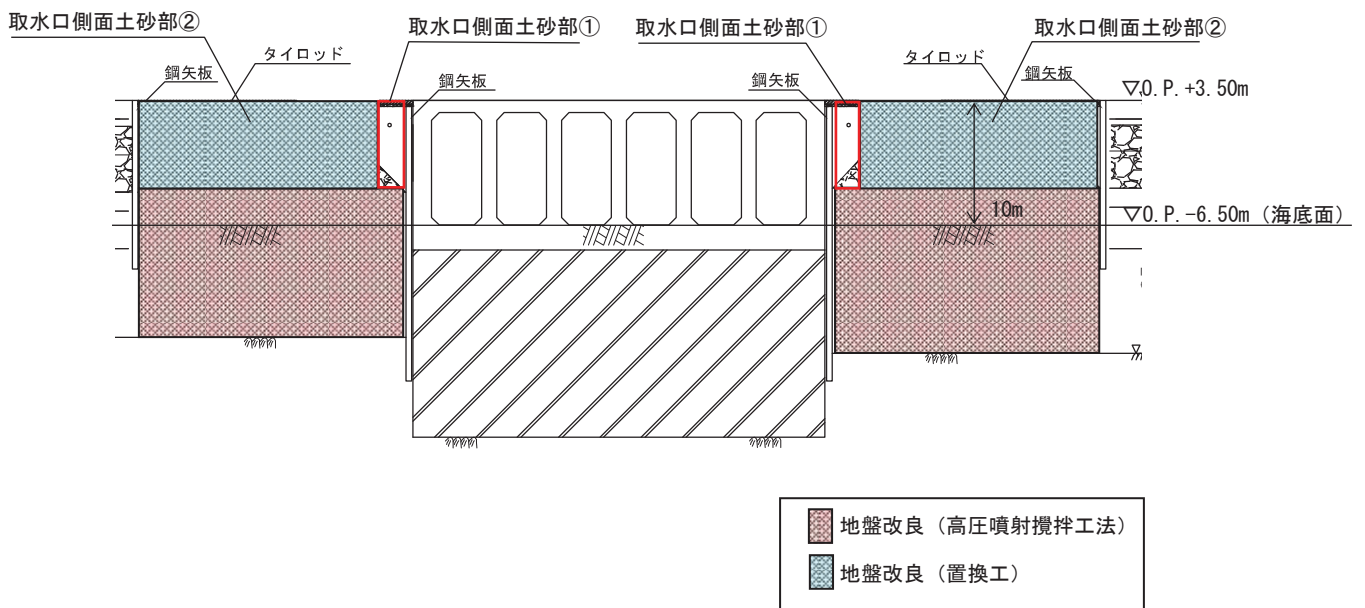 取水口側面土砂部②
取水口側面土砂部①
取水口側面土砂部①
取水口側面土砂部②
タイロッド
タイロッド
鋼矢板
鋼矢板
鋼矢板
鋼矢板
▽O.P.+3.50m
10m
▽O.P.-6.50m（海底面）
地盤改良（高圧噴射攪拌工法）
地盤改良（置換工）